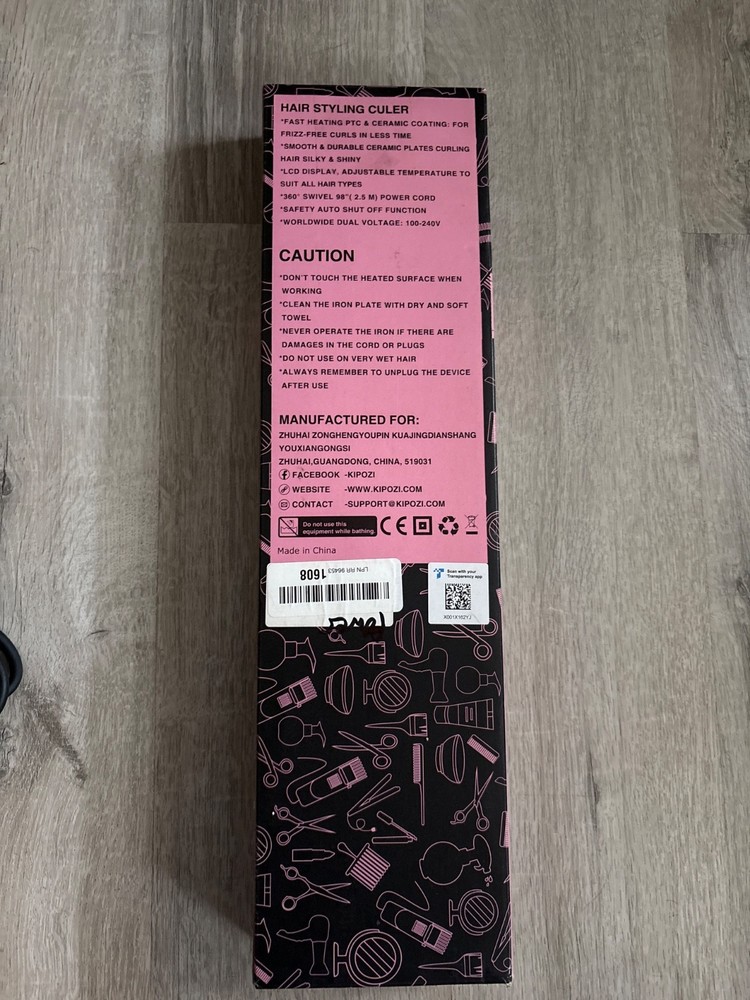 HAIR STYLING CULER
*FAST HEATING PTC & CERAMIC COATING: FOR
FRIZZ-FREE CURLS IN LESS TIME
*SMOOTH & DURABLE CERAMIC PLATES CURLING
HAIR SILKY & SHINY
*LCD DISPLAY, ADJUSTABLE TEMPERATURE TO
SUIT ALL HAIR TYPES
*360° SWIVEL 98"( 2.5 M) POWER CORD
*SAFETY AUTO SHUT OFF FUNCTION
*WORLDWIDE DUAL VOLTAGE: 100-240V
CAUTION
*DON'T TOUCH THE HEATED SURFACE WHEN
WORKING
*CLEAN THE IRON PLATE WITH DRY AND SOFT
TOWEL
*NEVER OPERATE THE IRON IF THERE ARE
DAMAGES IN THE CORD OR PLUGS
*DO NOT USE ON VERY WET HAIR
*ALWAYS REMEMBER TO UNPLUG THE DEVICE
AFTER USE
MANUFACTURED FOR:
ZHUHAI ZONGHENGYOUPIN KUAJINGDIANSHANG
YOUXIANGONGSI
ZHUHAI,GUANGDONG, CHINA, 519031
FACEBOOK -KIPOZI
WEBSITE -WWW.KIPOZI.COM
CONTACT -SUPPORT@KIPOZI.COM
Do not use this
equipment while bathing.
CE
Made in China
LPN RR 96453
1608
Scan with your
Transparency app
X001X102YJ